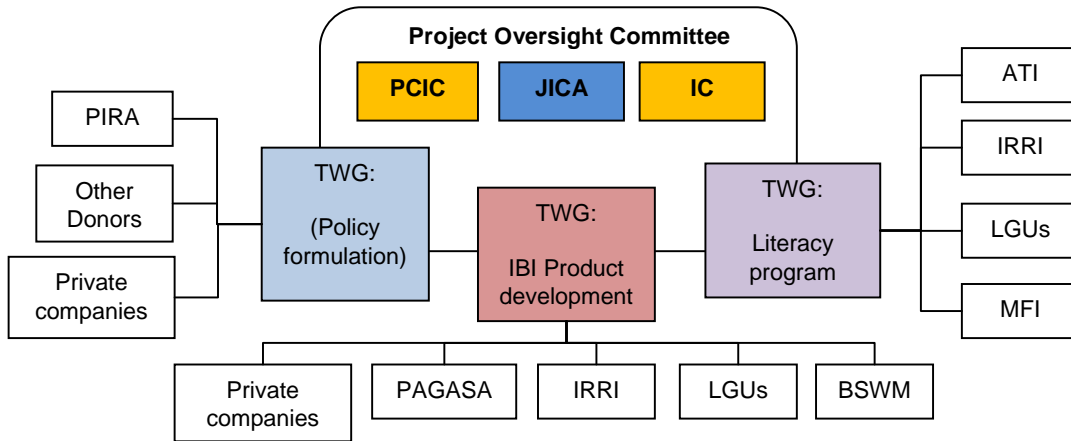 Project Oversight Committee
PCIC
JICA
IC
PIRA
Other
Donors
Private
companies
TWG:
(Policy
formulation)
TWG:
IBI Product
development
TWG:
Literacy
program
ATI
IRRI
LGUs
MFI
Private
companies
PAGASA
IRRI
LGUs
BSWM